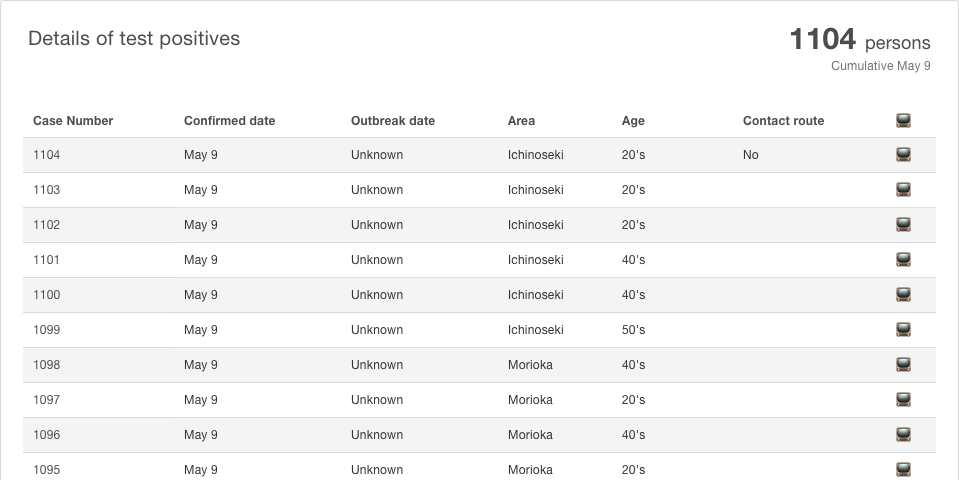 Details of test positives
1104 persons
Cumulative May 9
Case Number Confirmed date Outbreak date Area Age Contact route
1104 May 9 Unknown Ichinoseki 20's No
1103 May 9 Unknown Ichinoseki 20's
1102 May 9 Unknown Ichinoseki 20's
1101 May 9 Unknown Ichinoseki 40's
1100 May 9 Unknown Ichinoseki 40's
1099 May 9 Unknown Ichinoseki 50's
1098 May 9 Unknown Morioka 40's
1097 May 9 Unknown Morioka 20's
1096 May 9 Unknown Morioka 40's
1095 May 9 Unknown Morioka 20's